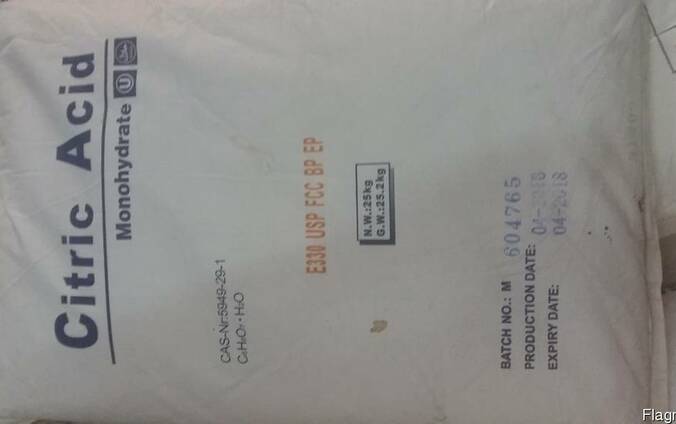 Citric Acid
Monohydrate U
CAS-Nr:5949-29-1
C₆H₈O₇·H₂O
E330 USP FCC BP EP
N.W.:25kg
G.W.:25.2kg
BATCH NO.: M 604765
PRODUCTION DATE: 04-
EXPIRY DATE: 04-2018
Flagr